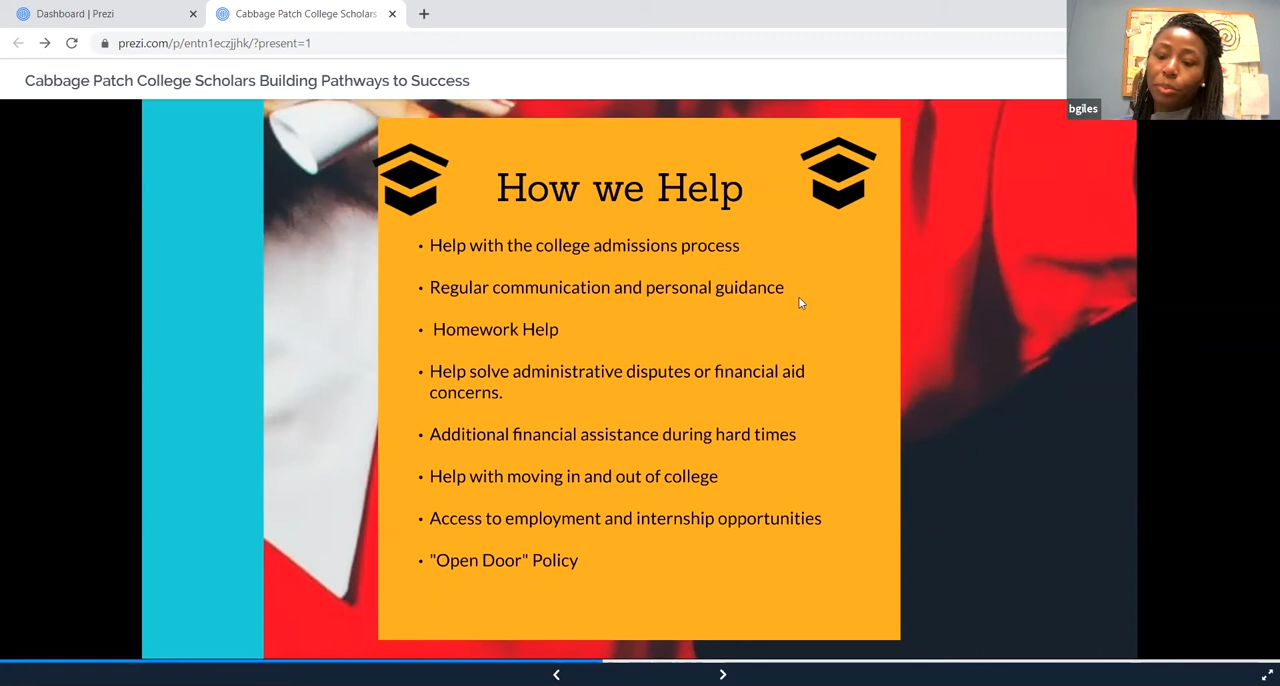 Dashboard | Prezi
Cabbage Patch College Scholars
prezi.com/p/entn1eczjjhk/?present=1
Cabbage Patch College Scholars Building Pathways to Success
bgiles
How we Help
• Help with the college admissions process
• Regular communication and personal guidance
• Homework Help
• Help solve administrative disputes or financial aid
concerns.
• Additional financial assistance during hard times
• Help with moving in and out of college
• Access to employment and internship opportunities
• "Open Door" Policy